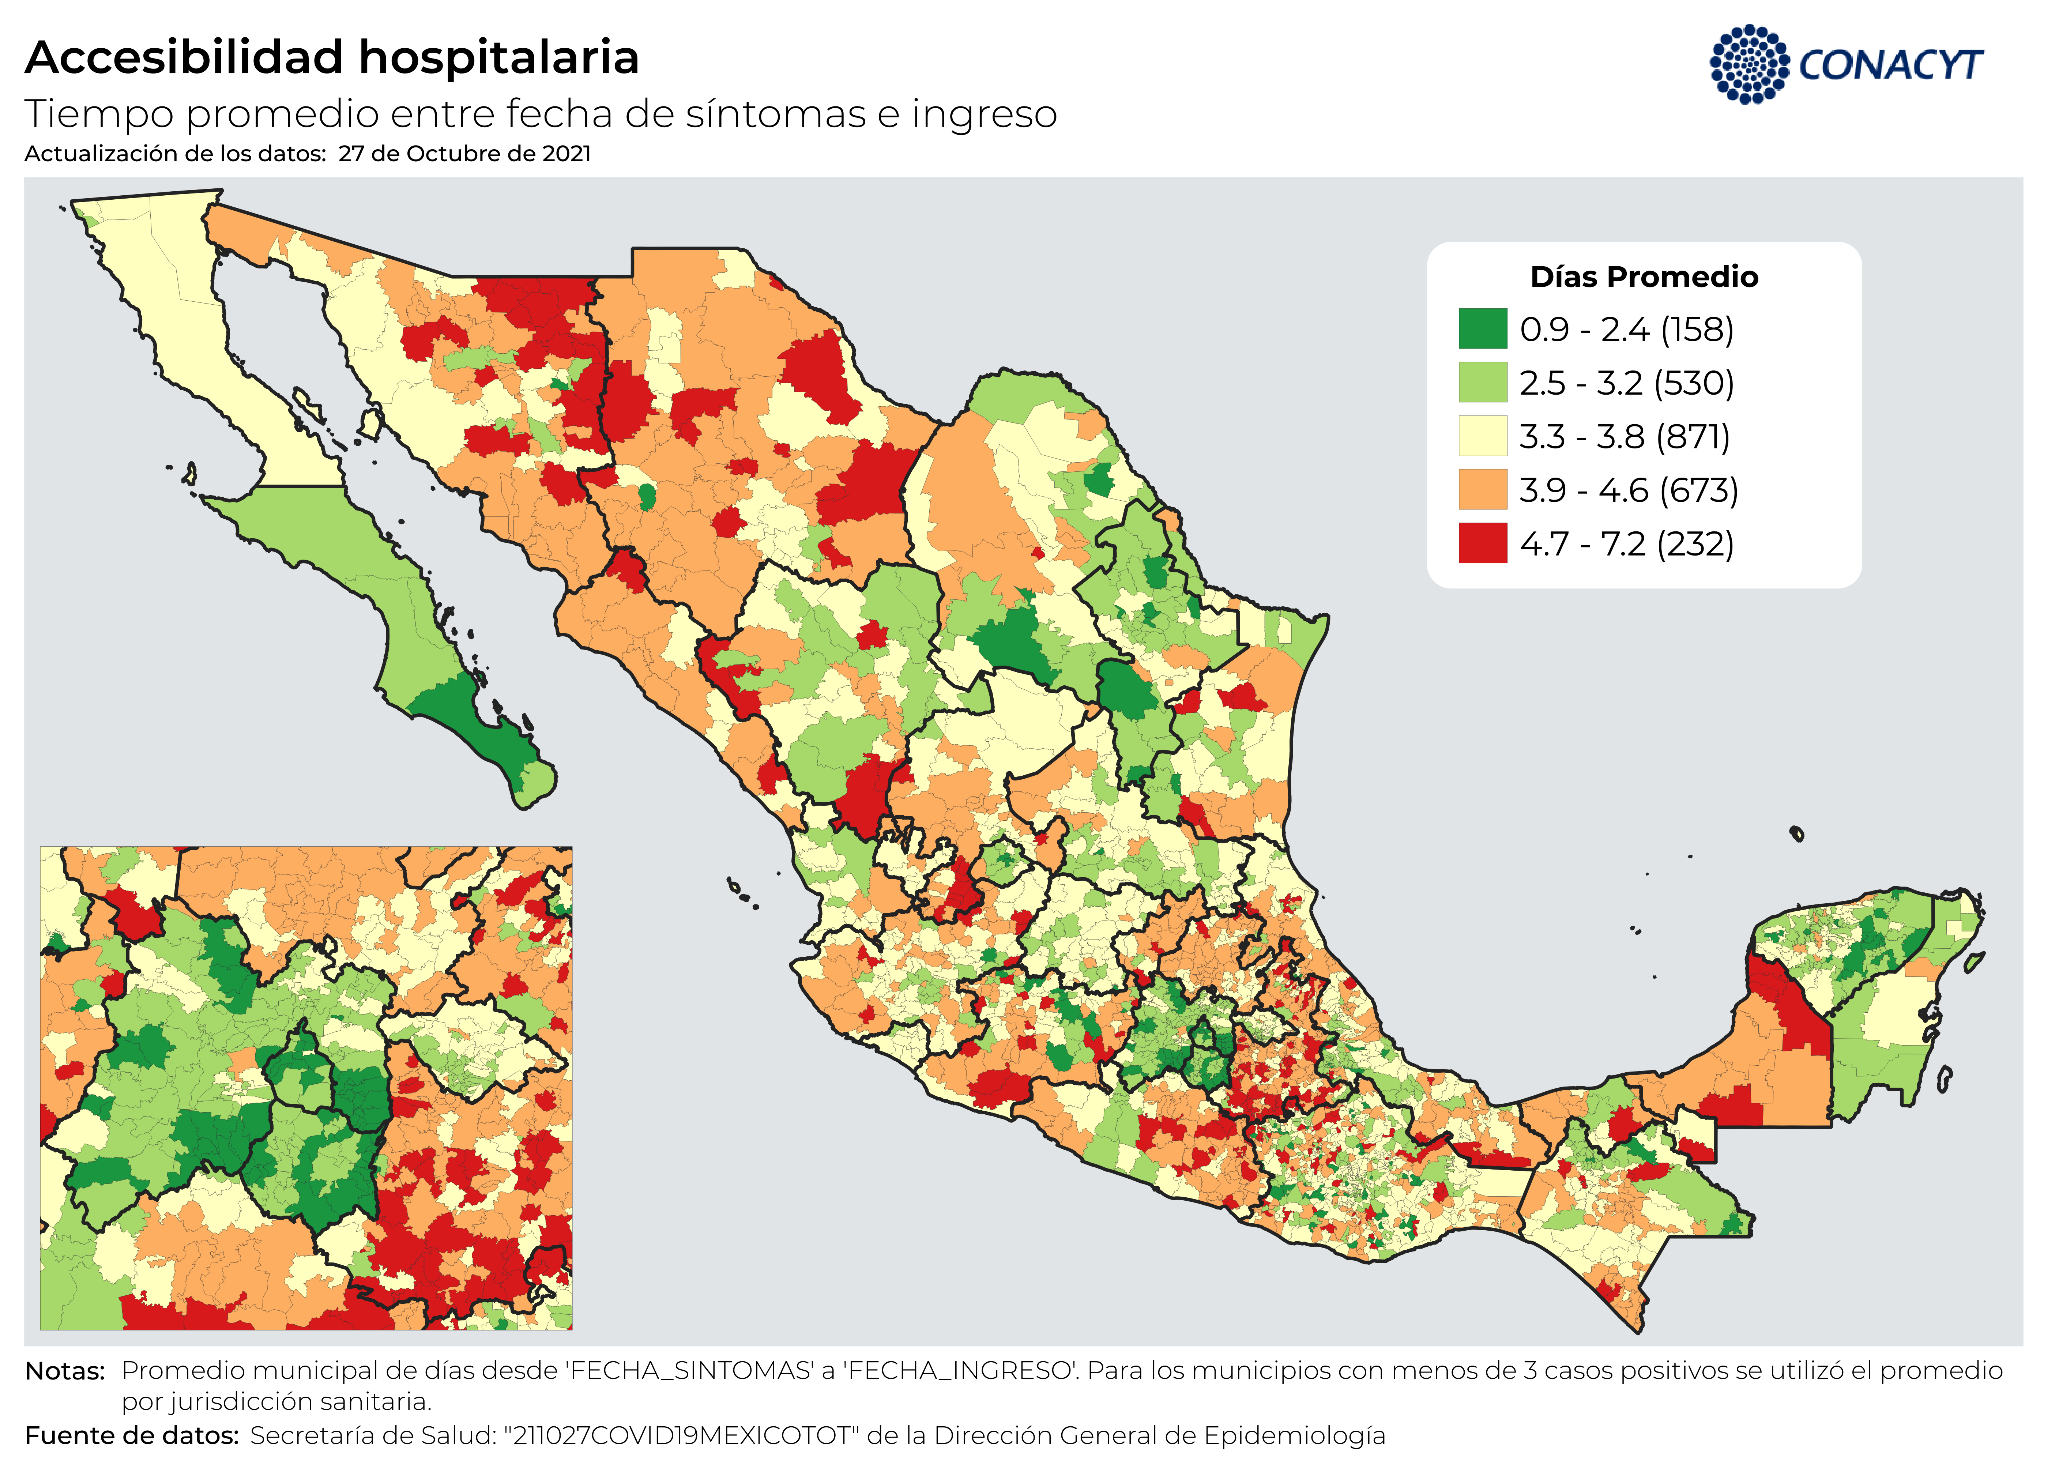 Accesibilidad hospitalaria
CONACYT
Tiempo promedio entre fecha de síntomas e ingreso
Actualización de los datos: 27 de Octubre de 2021
Días Promedio
0.9 - 2.4 (158)
2.5 - 3.2 (530)
3.3 - 3.8 (871)
3.9 - 4.6 (673)
4.7 - 7.2 (232)
Notas: Promedio municipal de días desde 'FECHA_SINTOMAS' a 'FECHA_INGRESO'. Para los municipios con menos de 3 casos positivos se utilizó el promedio
por jurisdicción sanitaria.
Fuente de datos: Secretaría de Salud: "211027COVID19MEXICOTOT" de la Dirección General de Epidemiología